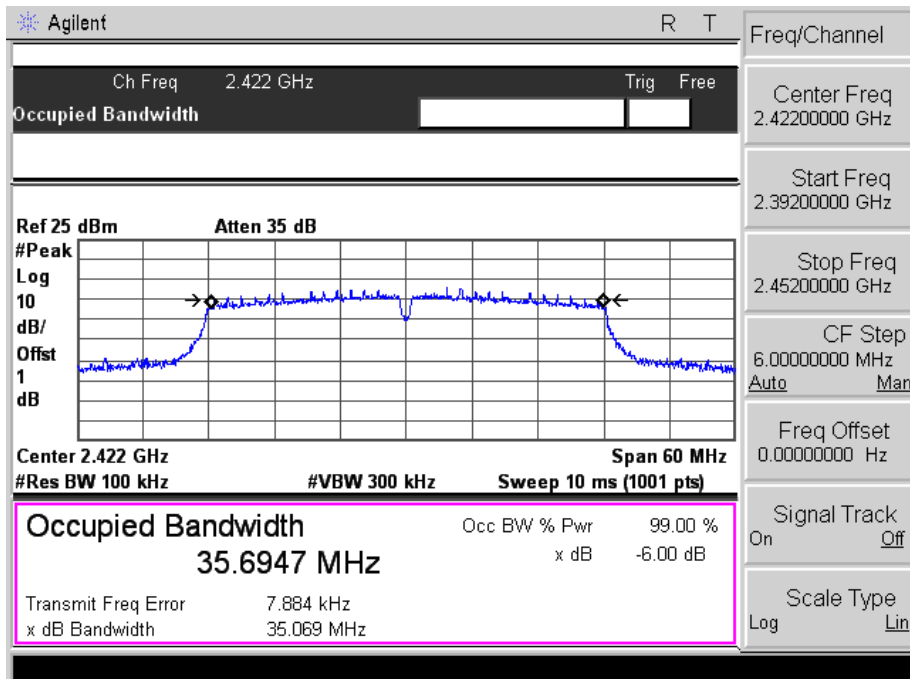 Agilent R T
Ch Freq 2.422 GHz Trig Free
Occupied Bandwidth
Ref 25 dBm Atten 35 dB
#Peak
Log
10
dB/
Offst
1
dB
Center 2.422 GHz Span 60 MHz
#Res BW 100 kHz #VBW 300 kHz Sweep 10 ms (1001 pts)
Occupied Bandwidth
35.6947 MHz
Occ BW % Pwr 99.00 %
x dB -6.00 dB
Transmit Freq Error 7.884 kHz
x dB Bandwidth 35.069 MHz
Freq/Channel
Center Freq
2.42200000 GHz
Start Freq
2.39200000 GHz
Stop Freq
2.45200000 GHz
CF Step
6.00000000 MHz
Auto Man
Freq Offset
0.00000000 Hz
Signal Track
On Off
Scale Type
Log Lin